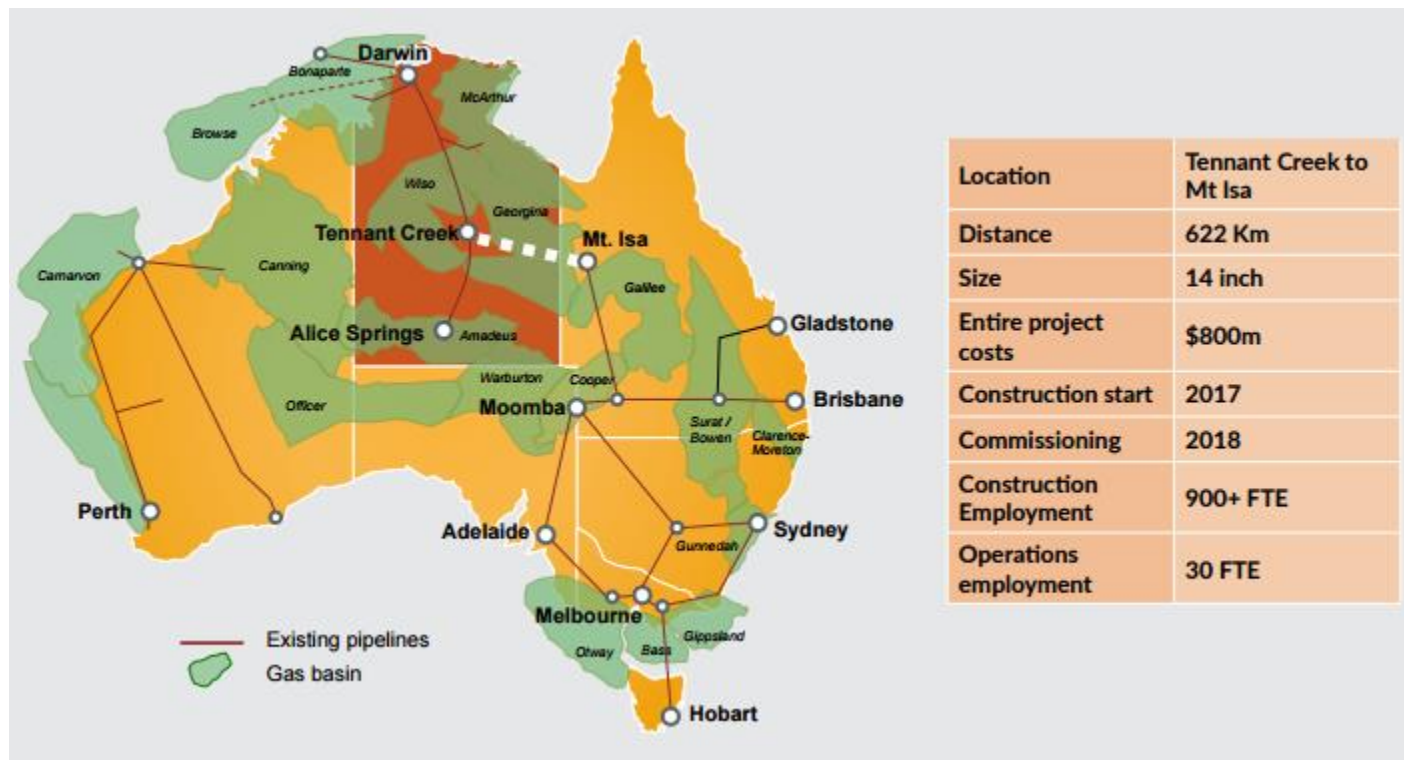 Darwin
Bonaparte
McArthur
Browse
Wiso
Georgina
Tennant Creek
Mt. Isa
Carnarvon
Canning
Galilee
Alice Springs
Amadeus
Gladstone
Warburton
Cooper
Officer
Moomba
Brisbane
Surat /
Bowen
Clarence-
Moreton
Perth
Adelaide
Sydney
Gunnedah
Melbourne
Gippsland
Otway
Bass
Hobart
Existing pipelines
Gas basin
Location
Tennant Creek to
Mt Isa
Distance
622 Km
Size
14 inch
Entire project
costs
$800m
Construction start
2017
Commissioning
2018
Construction
Employment
900+ FTE
Operations
employment
30 FTE